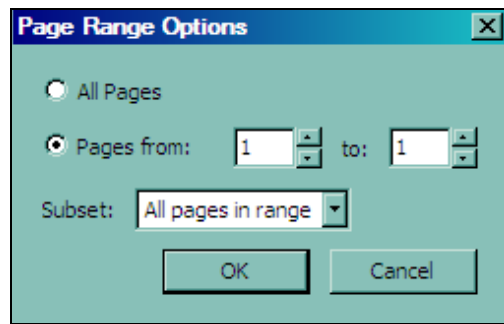 Page Range Options
All Pages
Pages from: 1 to: 1
Subset: All pages in range
OK Cancel